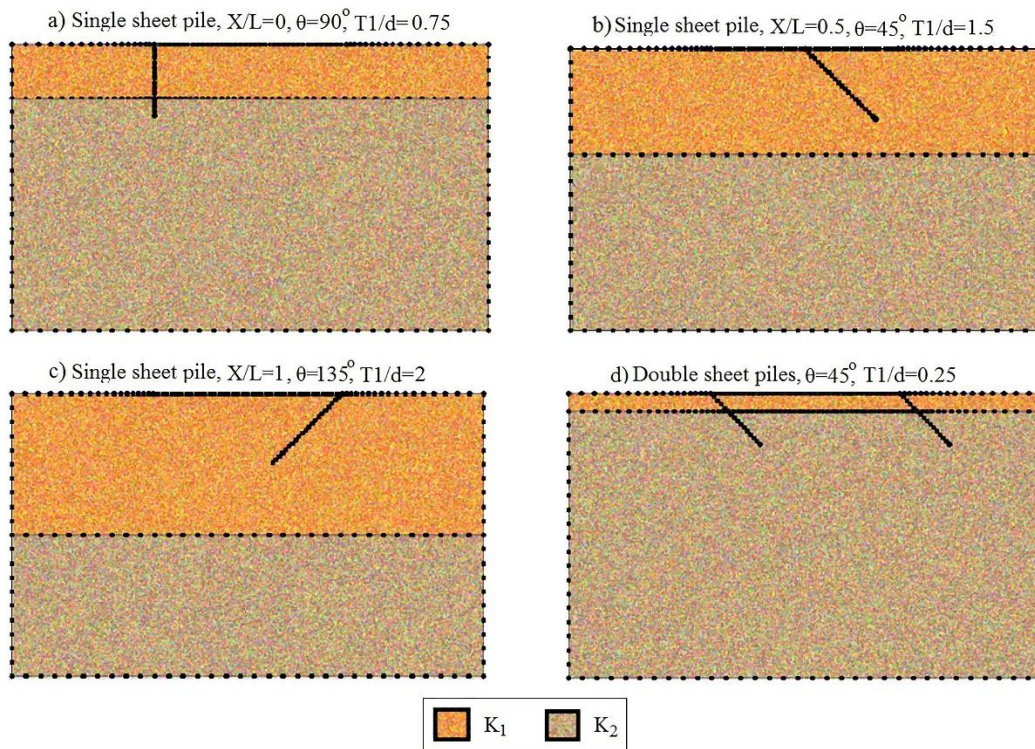 a) Single sheet pile, X/L=0, θ=90,° T1/d= 0.75
b) Single sheet pile, X/L=0.5, θ=45,° T1/d=1.5
c) Single sheet pile, X/L=1, θ=135,° T1/d=2
d) Double sheet piles, θ=45,° T1/d=0.25
K₁
K₂